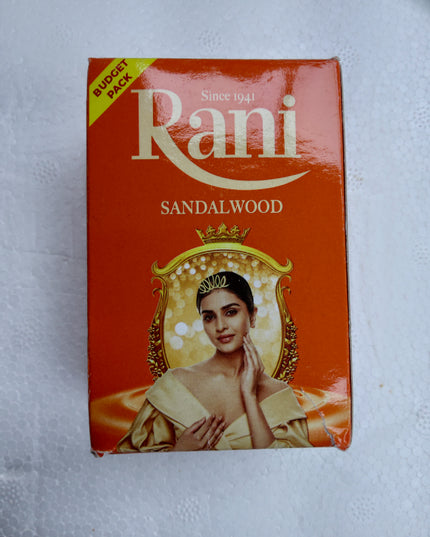 BUDGET
PACK
Since 1941
Rani
SANDALWOOD